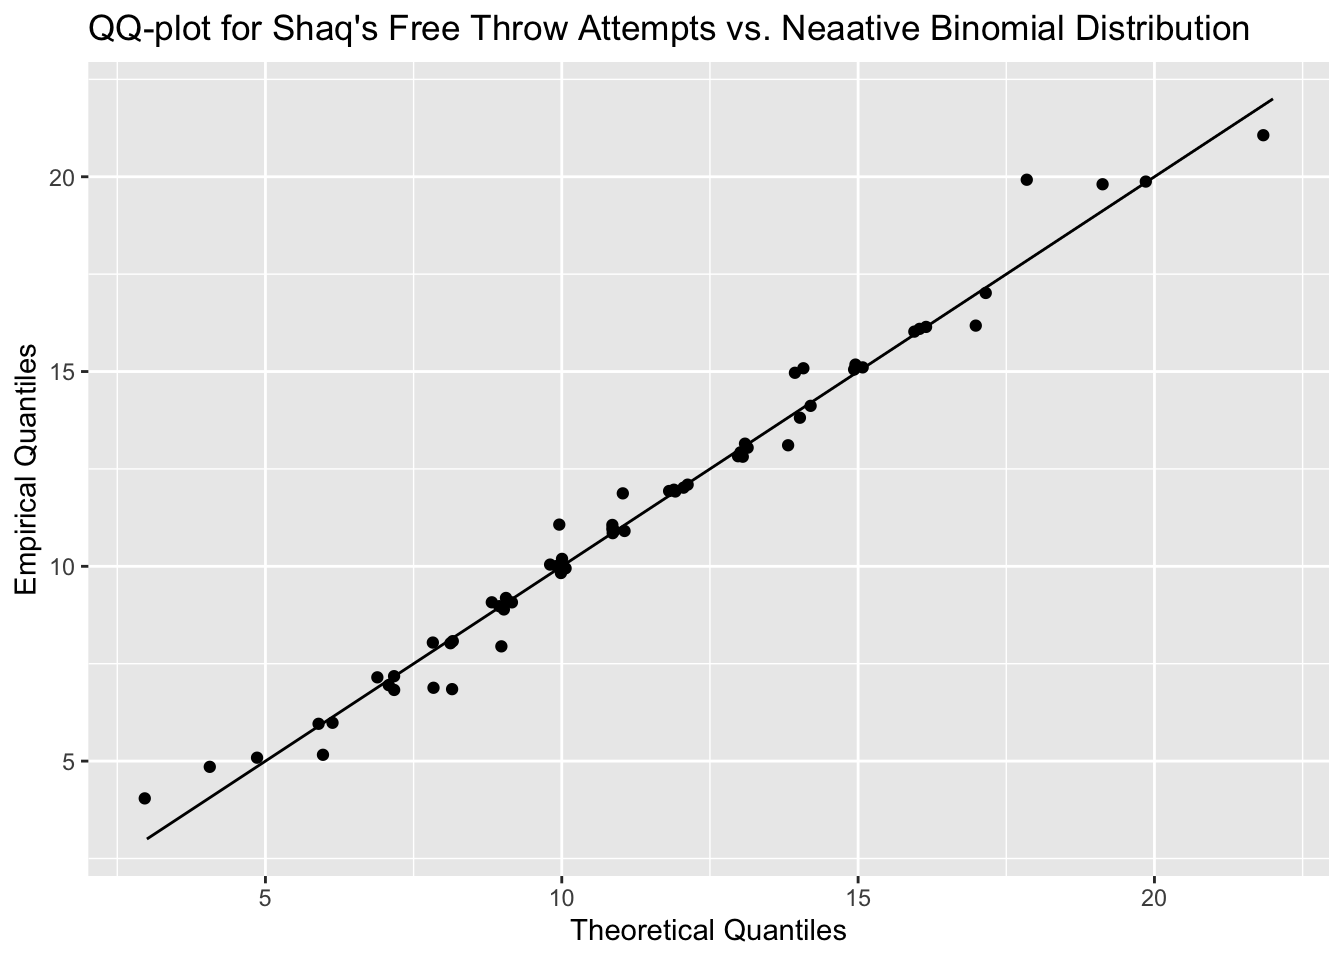 QQ-plot for Shaq's Free Throw Attempts vs. Neaative Binomial Distribution
20
15
10
5
Empirical Quantiles
5 10 15 20
Theoretical Quantiles